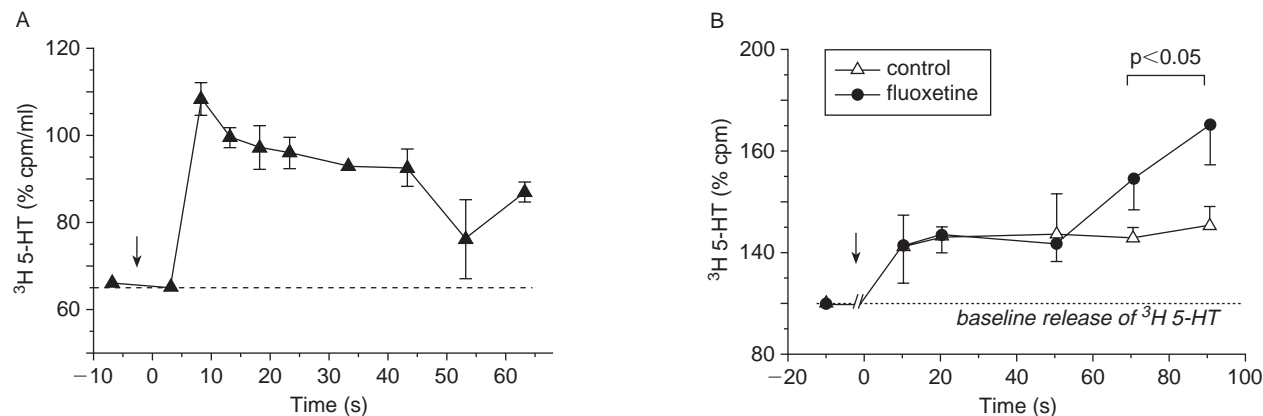 A
120
100
80
60
³H 5-HT (% cpm/ml)
−10 0 10 20 30 40 50 60
Time (s)
B
200
160
140
80
³H 5-HT (% cpm)
control
fluoxetine
p<0.05
baseline release of ³H 5-HT
−20 0 20 40 60 80 100
Time (s)